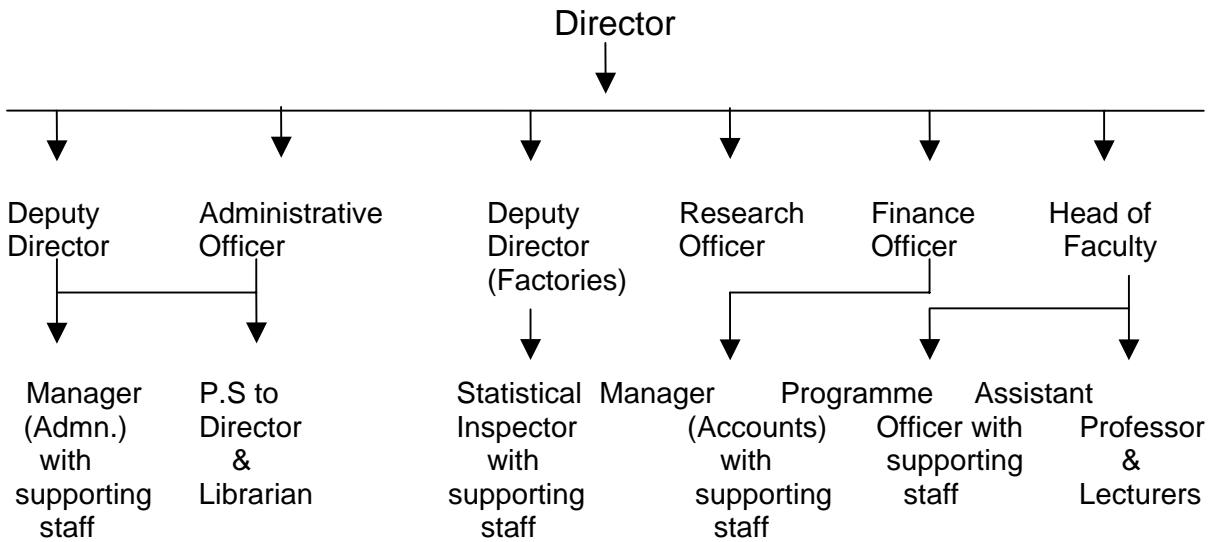 Director
Deputy
Director
Administrative
Officer
Deputy
Director
(Factories)
Research
Officer
Finance
Officer
Head of
Faculty
Manager
(Admn.)
with
supporting
staff
P.S to
Director
&
Librarian
Statistical
Inspector
with
supporting
staff
Manager
(Accounts)
with
supporting
staff
Programme
Officer with
supporting
staff
Assistant
Professor
&
Lecturers